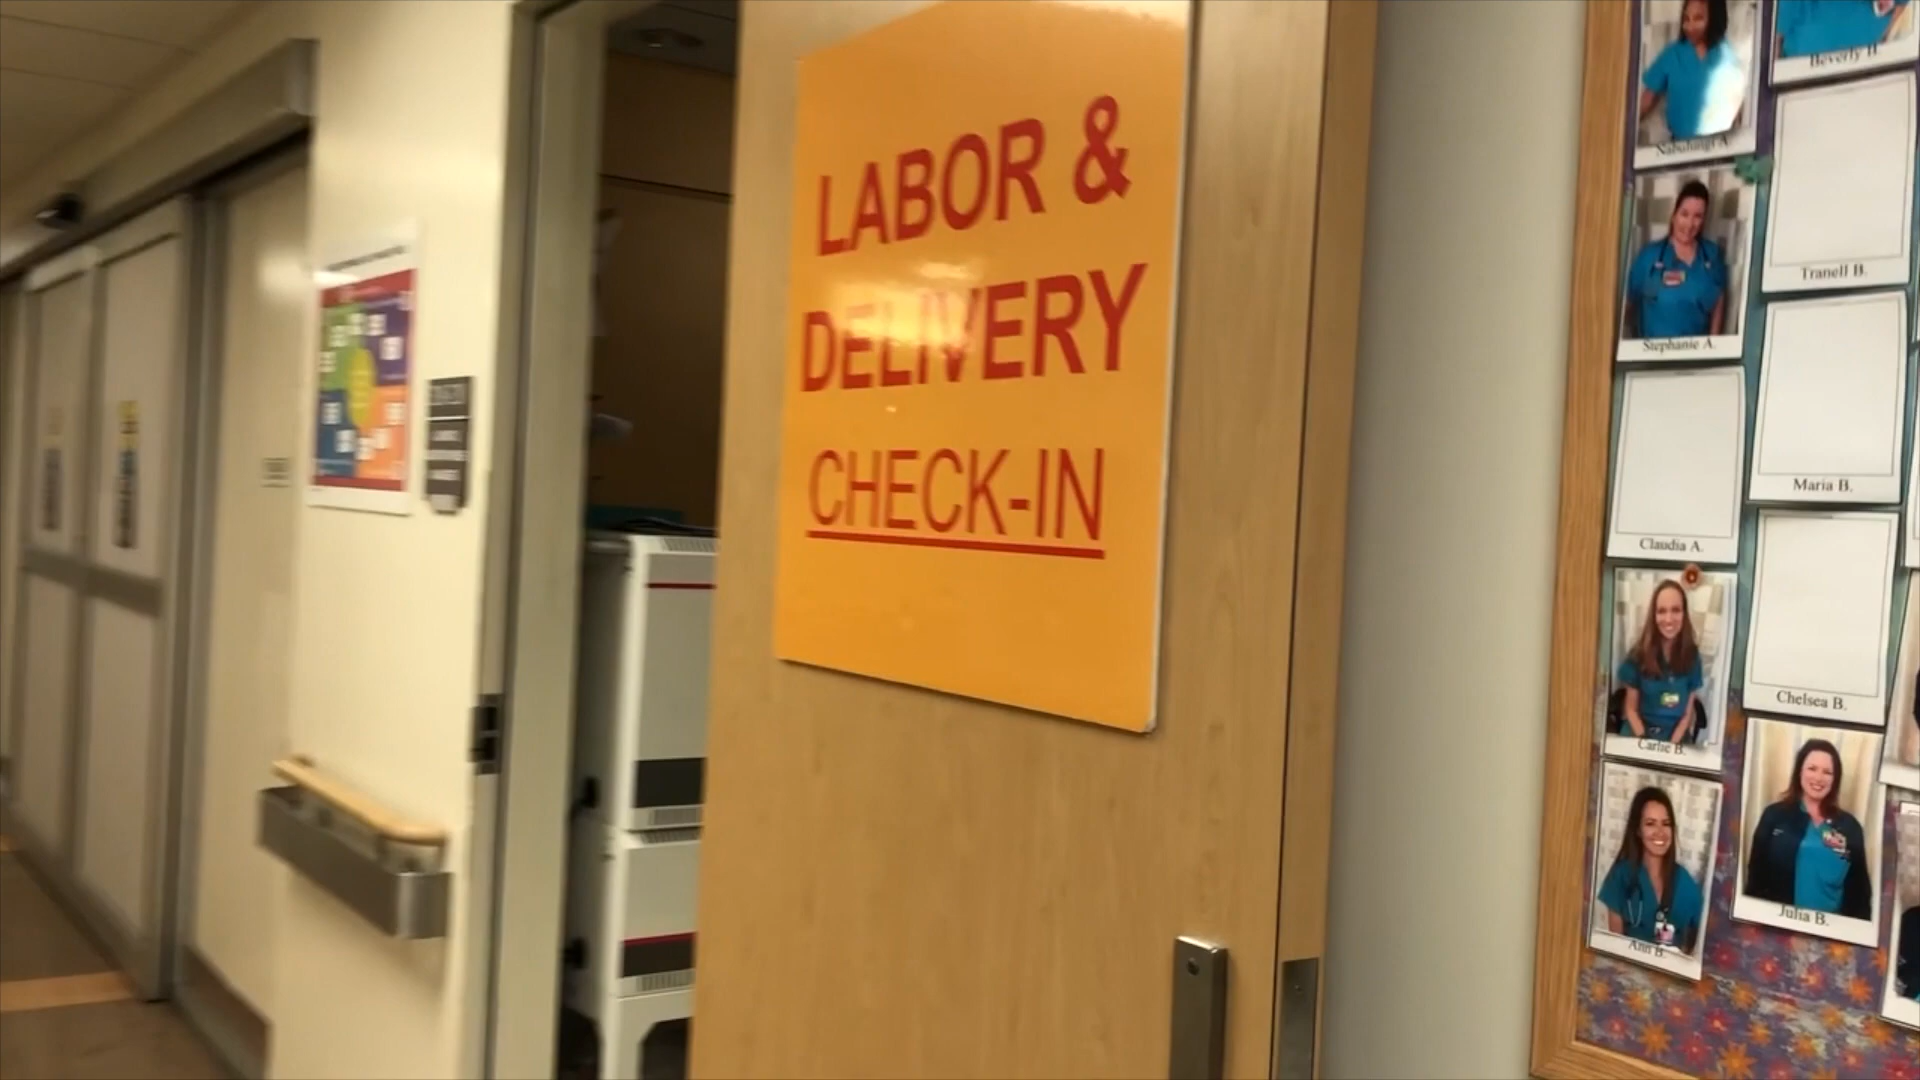 LABOR &
DELIVERY
CHECK-IN
Beverly B.
Stephanie A.
Tranell B.
Claudia A.
Maria B.
Carlie B.
Chelsea B.
Ann B.
Julia B.